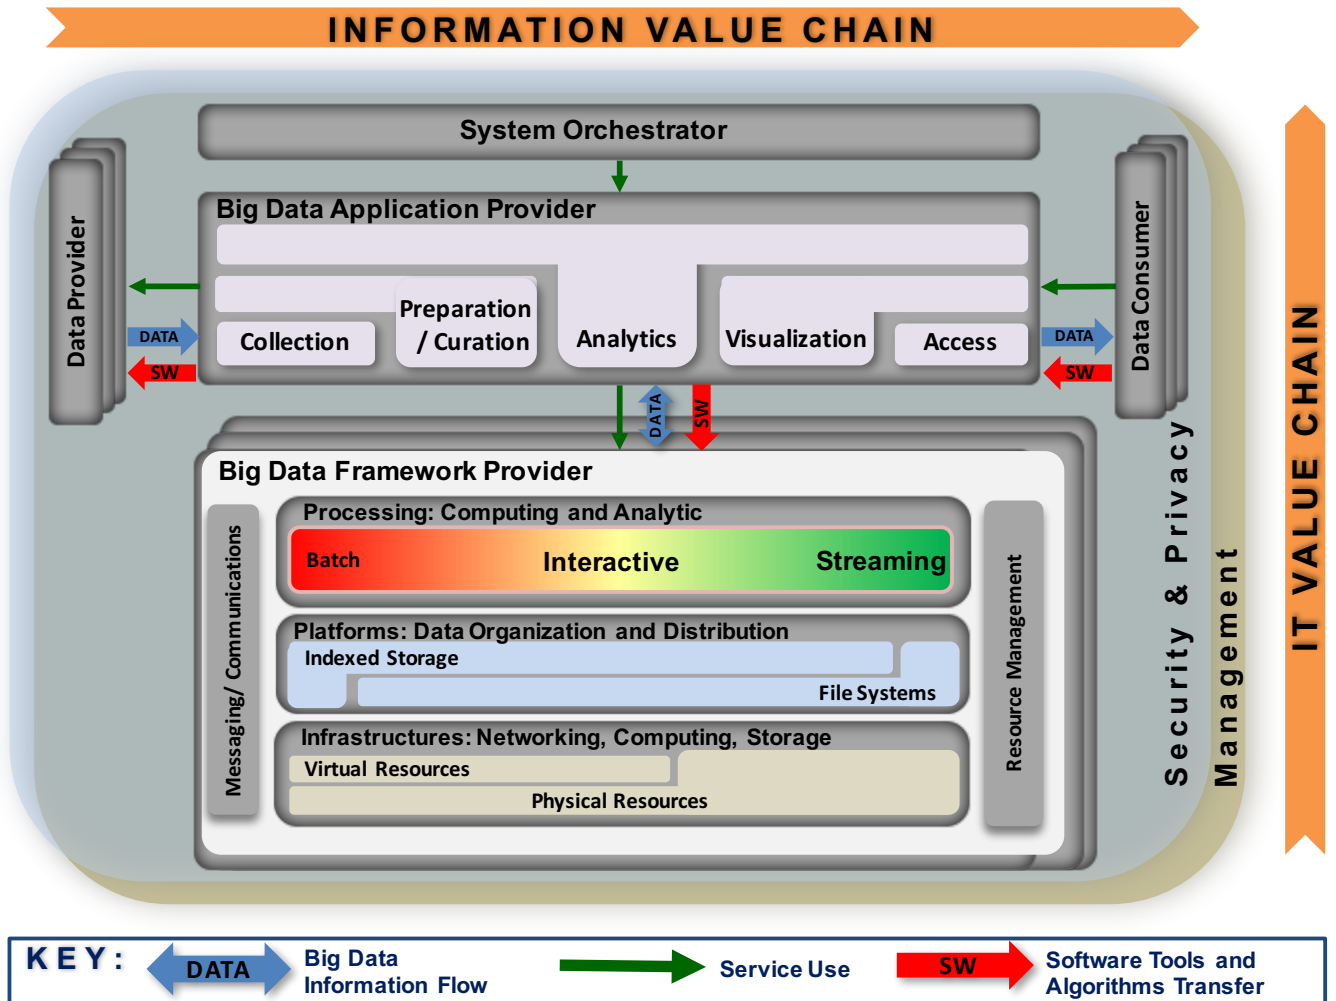 INFORMATION VALUE CHAIN
System Orchestrator
Big Data Application Provider
Data Provider
Data Consumer
Preparation
/ Curation
Collection
Analytics
Visualization
Access
DATA
SW
DATA
SW
DATA
SW
Big Data Framework Provider
Messaging/ Communications
Processing: Computing and Analytic
Batch
Interactive
Streaming
Platforms: Data Organization and Distribution
Indexed Storage
File Systems
Infrastructures: Networking, Computing, Storage
Virtual Resources
Physical Resources
Resource Management
Security & Privacy
Management
IT VALUE CHAIN
KEY:
DATA
Big Data
Information Flow
Service Use
SW
Software Tools and
Algorithms Transfer